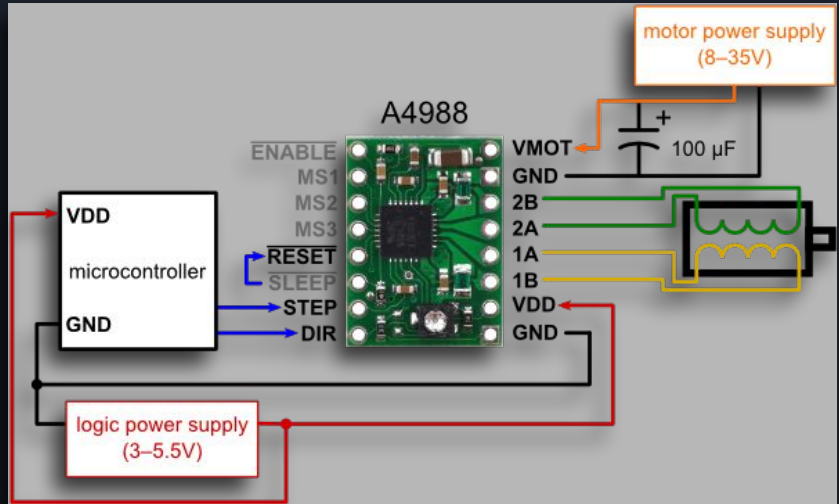 motor power supply
(8–35V)
A4988
ENABLE
MS1
MS2
MS3
RESET
SLEEP
STEP
DIR
VMOT
GND
2B
2A
1A
1B
VDD
GND
+
100 µF
VDD
microcontroller
GND
logic power supply
(3–5.5V)